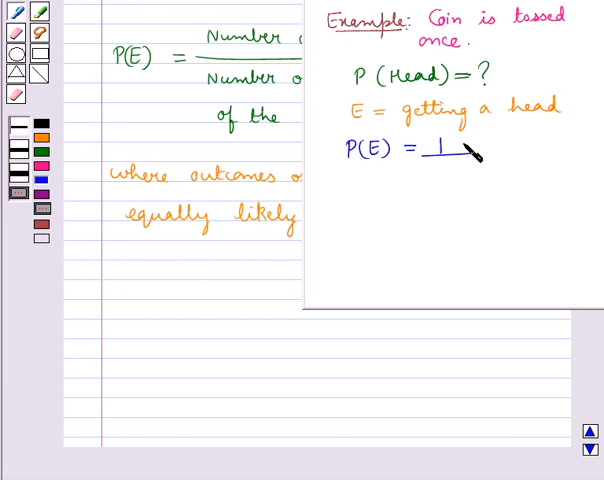 P(E) = Number
Number
of the
where outcomes
equally likely
Example: Coin is tossed
once.
P (Head) = ?
E = getting a head
P(E) = 1